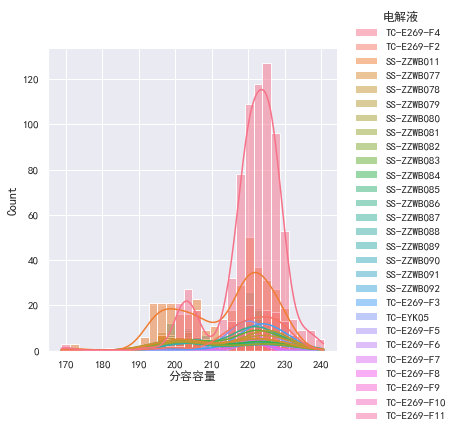 电解液
TC-E269-F4
TC-E269-F2
SS-ZZWB011
SS-ZZWB077
SS-ZZWB078
SS-ZZWB079
SS-ZZWB080
SS-ZZWB081
SS-ZZWB082
SS-ZZWB083
SS-ZZWB084
SS-ZZWB085
SS-ZZWB086
SS-ZZWB087
SS-ZZWB088
SS-ZZWB089
SS-ZZWB090
SS-ZZWB091
SS-ZZWB092
TC-E269-F3
TC-EYK05
TC-E269-F5
TC-E269-F6
TC-E269-F7
TC-E269-F8
TC-E269-F9
TC-E269-F10
TC-E269-F11
Count
120
100
80
60
40
20
0
170 180 190 200 210 220 230 240
分容容量